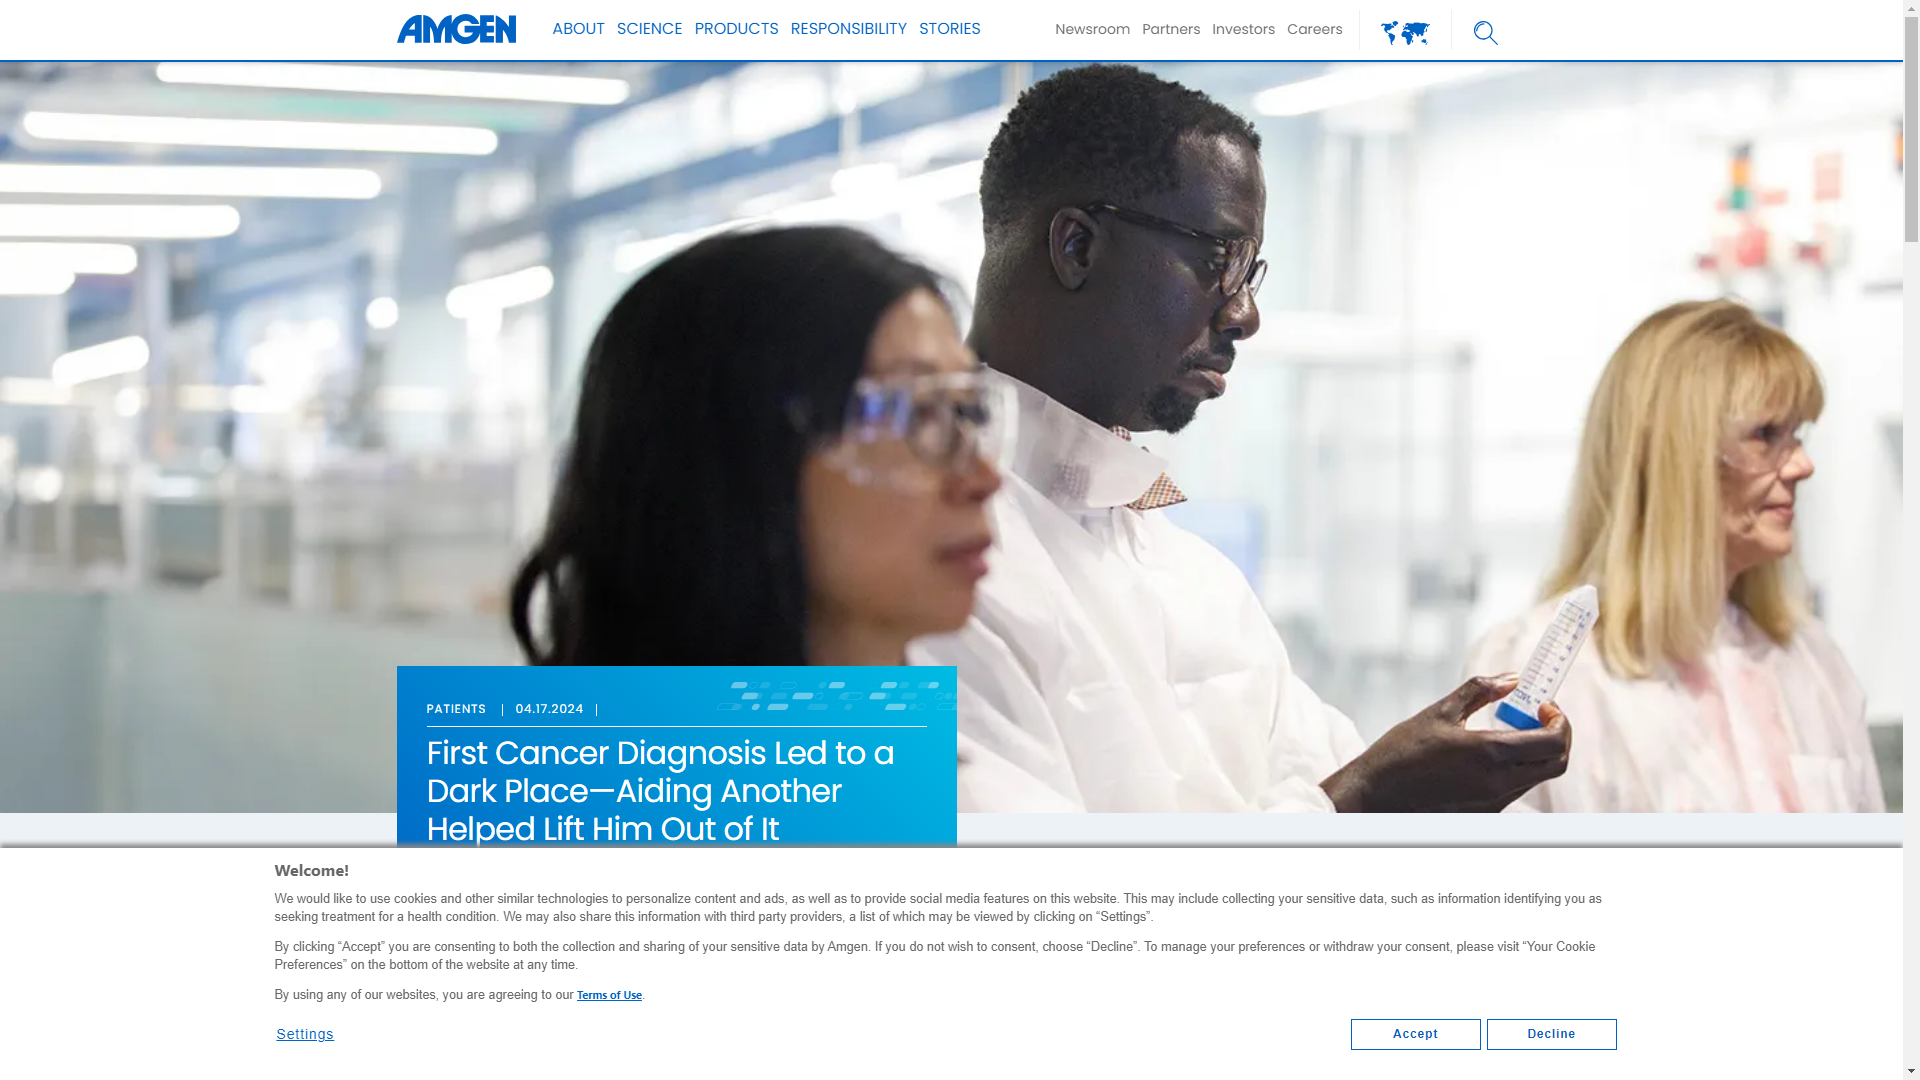 AMGEN
ABOUT SCIENCE PRODUCTS RESPONSIBILITY STORIES
Newsroom Partners Investors Careers
PATIENTS | 04.17.2024 |
First Cancer Diagnosis Led to a
Dark Place—Aiding Another
Helped Lift Him Out of It
Welcome!
We would like to use cookies and other similar technologies to personalize content and ads, as well as to provide social media features on this website. This may include collecting your sensitive data, such as information identifying you as
seeking treatment for a health condition. We may also share this information with third party providers, a list of which may be viewed by clicking on “Settings”.
By clicking “Accept” you are consenting to both the collection and sharing of your sensitive data by Amgen. If you do not wish to consent, choose “Decline”. To manage your preferences or withdraw your consent, please visit “Your Cookie
Preferences” on the bottom of the website at any time.
By using any of our websites, you are agreeing to our Terms of Use.
Settings
Accept
Decline